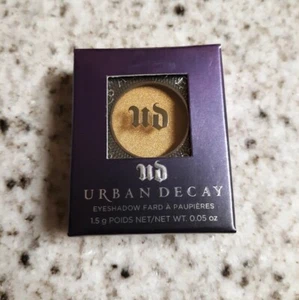 ud
ud
URBAN DECAY
EYESHADOW FARD À PAUPIÈRES
1.5 g POIDS NET/NET WT. 0.05 oz